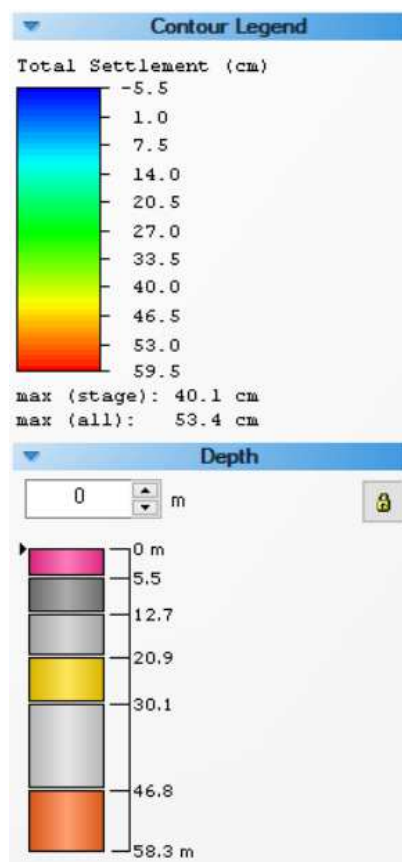 Contour Legend
Total Settlement (cm)
-5.5
1.0
7.5
14.0
20.5
27.0
33.5
40.0
46.5
53.0
59.5
max (stage): 40.1 cm
max (all): 53.4 cm
Depth
0 m
0 m
5.5
12.7
20.9
30.1
46.8
58.3 m